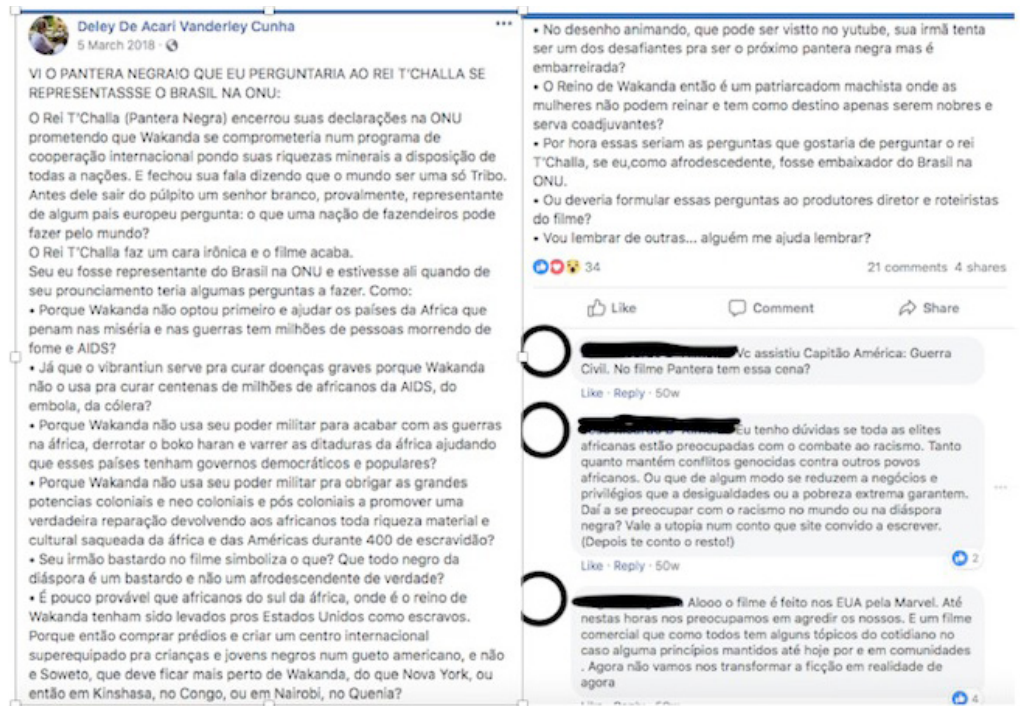 Deley De Acari Vanderley Cunha
5 March 2018
VI O PANTERA NEGRA!O QUE EU PERGUNTARIA AO REI T'CHALLA SE
REPRESENTASSSE O BRASIL NA ONU:
O Rei T'Challa (Pantera Negra) encerrou suas declarações na ONU
prometendo que Wakanda se comprometeria num programa de
cooperação internacional pondo suas riquezas minerais a disposição de
todas a nações. E fechou sua fala dizendo que o mundo ser uma só Tribo.
Antes dele sair do púlpito um senhor branco, provalmente, representante
de algum país europeu pergunta: o que uma nação de fazendeiros pode
fazer pelo mundo?
O Rei T'Challa faz um cara irônica e o filme acaba.
Seu eu fosse representante do Brasil na ONU e estivesse ali quando de
seu prounciamento teria algumas perguntas a fazer. Como:
• Porque Wakanda não optou primeiro e ajudar os países da Africa que
penam nas miséria e nas guerras tem milhões de pessoas morrendo de
fome e AIDS?
• Já que o vibrantiun serve pra curar doenças graves porque Wakanda
não o usa pra curar centenas de milhões de africanos da AIDS, do
embola, da cólera?
• Porque Wakanda não usa seu poder militar para acabar com as guerras
na áfrica, derrotar o boko haran e varrer as ditaduras da áfrica ajudando
que esses países tenham governos democráticos e populares?
• Porque Wakanda não usa seu poder militar pra obrigar as grandes
potencias coloniais e neo coloniais e pós coloniais a promover uma
verdadeira reparação devolvendo aos africanos toda riqueza material e
cultural saqueada da áfrica e das Américas durante 400 de escravidão?
• Seu irmão bastardo no filme simboliza o que? Que todo negro da
diáspora é um bastardo e não um afrodescendente de verdade?
• É pouco provável que africanos do sul da áfrica, onde é o reino de
Wakanda tenham sido levados pros Estados Unidos como escravos.
Porque então comprar prédios e criar um centro internacional
superequipado pra crianças e jovens negros num gueto americano, e não
e Soweto, que deve ficar mais perto de Wakanda, do que Nova York, ou
então em Kinshasa, no Congo, ou em Nairobi, no Quenia?
• No desenho animando, que pode ser vistto no yutube, sua irmã tenta
ser um dos desafiantes pra ser o próximo pantera negra mas é
embarreirada?
• O Reino de Wakanda então é um patriarcadom machista onde as
mulheres não podem reinar e tem como destino apenas serem nobres e
serva coadjuvantes?
• Por hora essas seriam as perguntas que gostaria de perguntar o rei
T'Challa, se eu,como afrodescedente, fosse embaixador do Brasil na
ONU.
• Ou deveria formular essas perguntas ao produtores diretor e roteiristas
do filme?
• Vou lembrar de outras... alguém me ajuda lembrar?
34
21 comments 4 shares
Like Comment Share
Vc assistiu Capitão América: Guerra
Civil. No filme Pantera tem essa cena?
Like · Reply · 50w
Eu tenho dúvidas se toda as elites
africanas estão preocupadas com o combate ao racismo. Tanto
quanto mantém conflitos genocidas contra outros povos
africanos. Ou que de algum modo se reduzem a negócios e
privilégios que a desigualdades ou a pobreza extrema garantem.
Daí a se preocupar com o racismo no mundo ou na diáspora
negra? Vale a utopia num conto que site convido a escrever.
(Depois te conto o resto!)
2
Like · Reply · 50w
Alooo o filme é feito nos EUA pela Marvel. Até
nestas horas nos preocupamos em agredir os nossos. E um filme
comercial que como todos tem alguns tópicos do cotidiano no
caso alguma princípios mantidos até hoje por e em comunidades
. Agora não vamos nos transformar a ficção em realidade de
agora
4